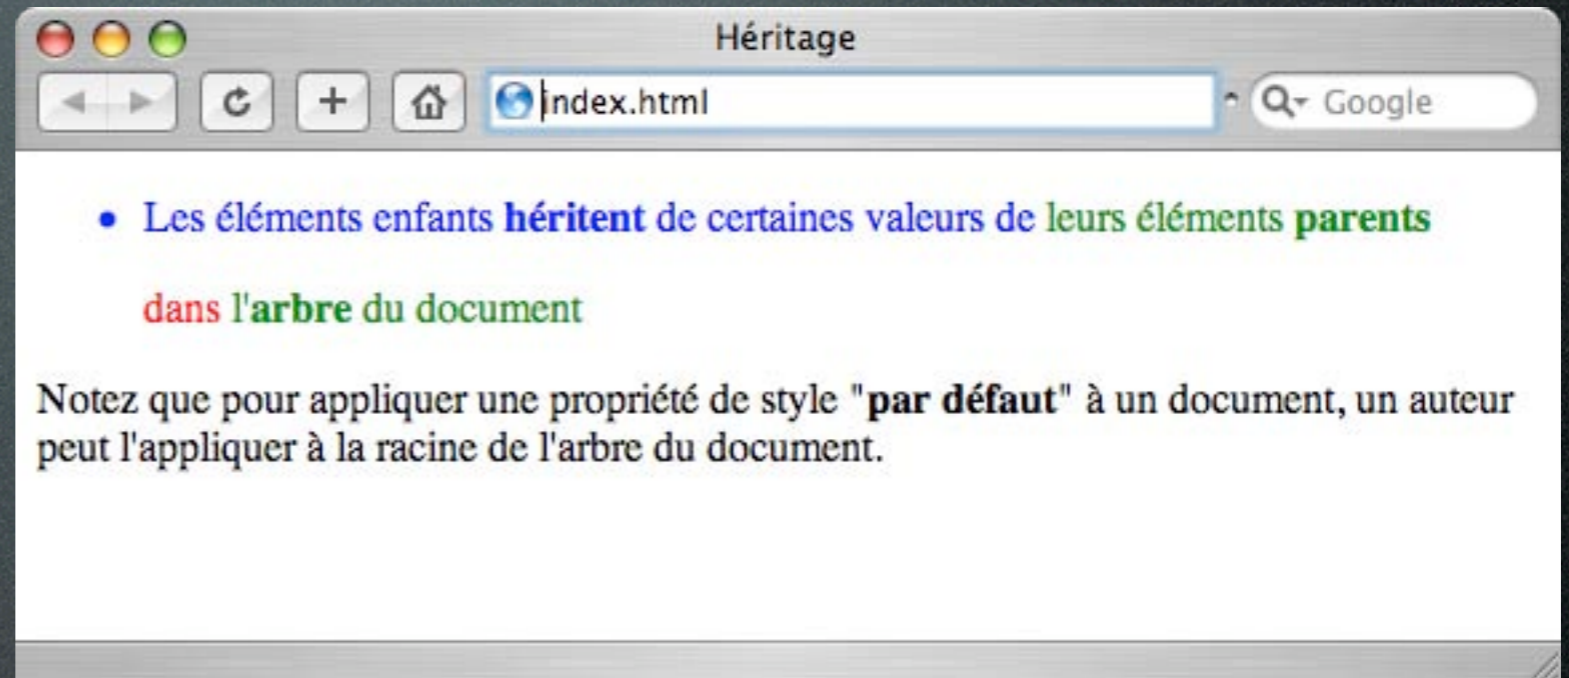 Héritage
index.html
Google
• Les éléments enfants héritent de certaines valeurs de leurs éléments parents
dans l'arbre du document
Notez que pour appliquer une propriété de style "par défaut" à un document, un auteur
peut l'appliquer à la racine de l'arbre du document.